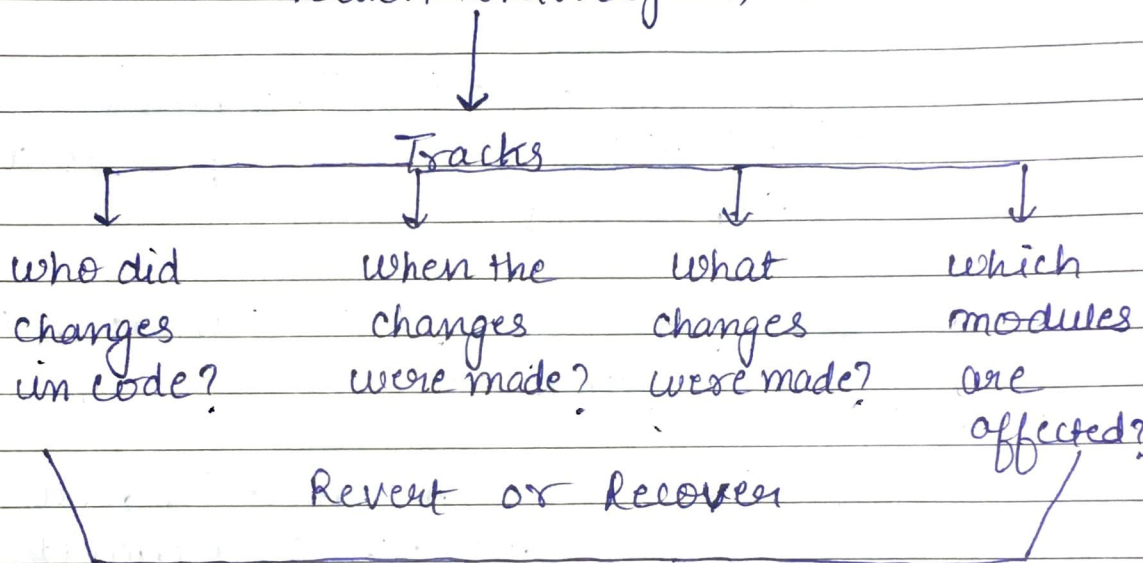 Tracks
who did when the what which
changes changes changes modules
in code? were made? were made? are
affected?
Revert or Recover